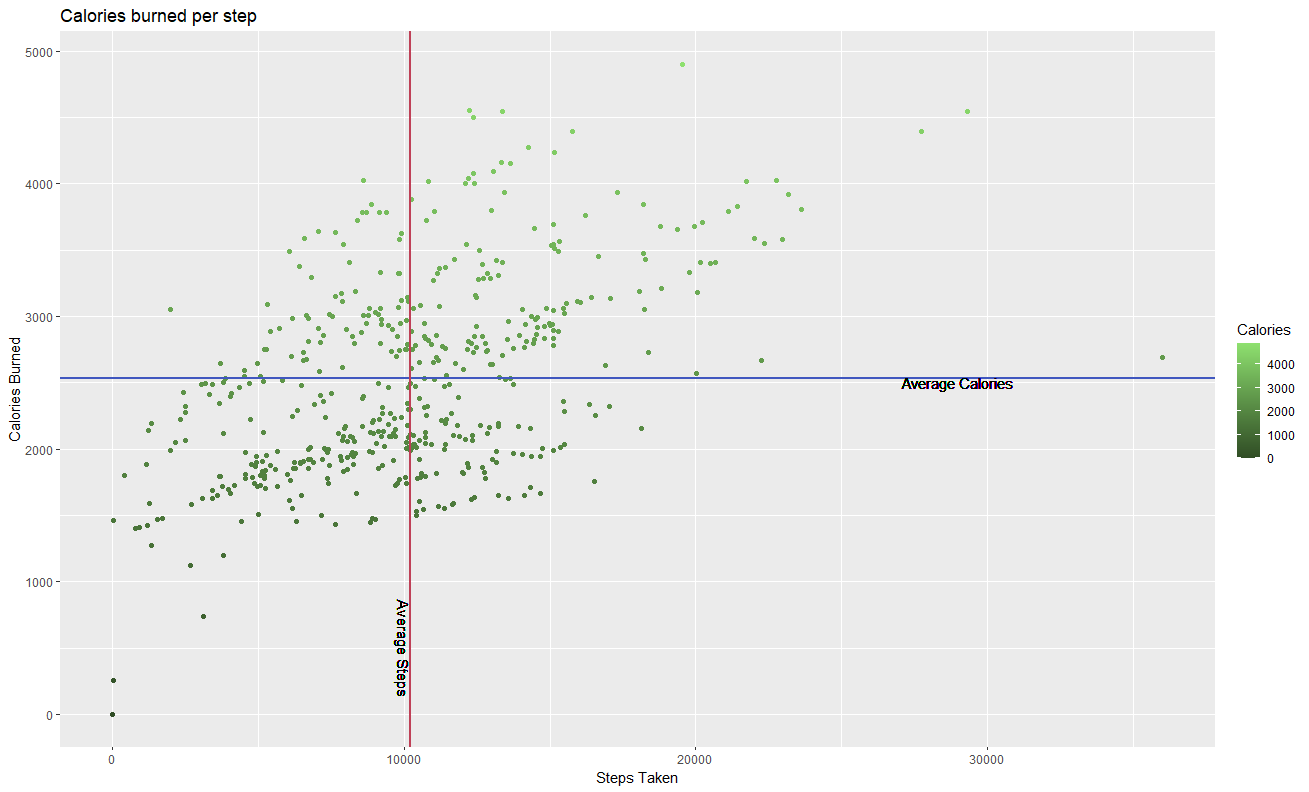 Calories burned per step
5000
4000
3000
2000
1000
0
Calories Burned
Average Calories
Average Steps
0
10000
20000
30000
Steps Taken
Calories
4000
3000
2000
1000
0